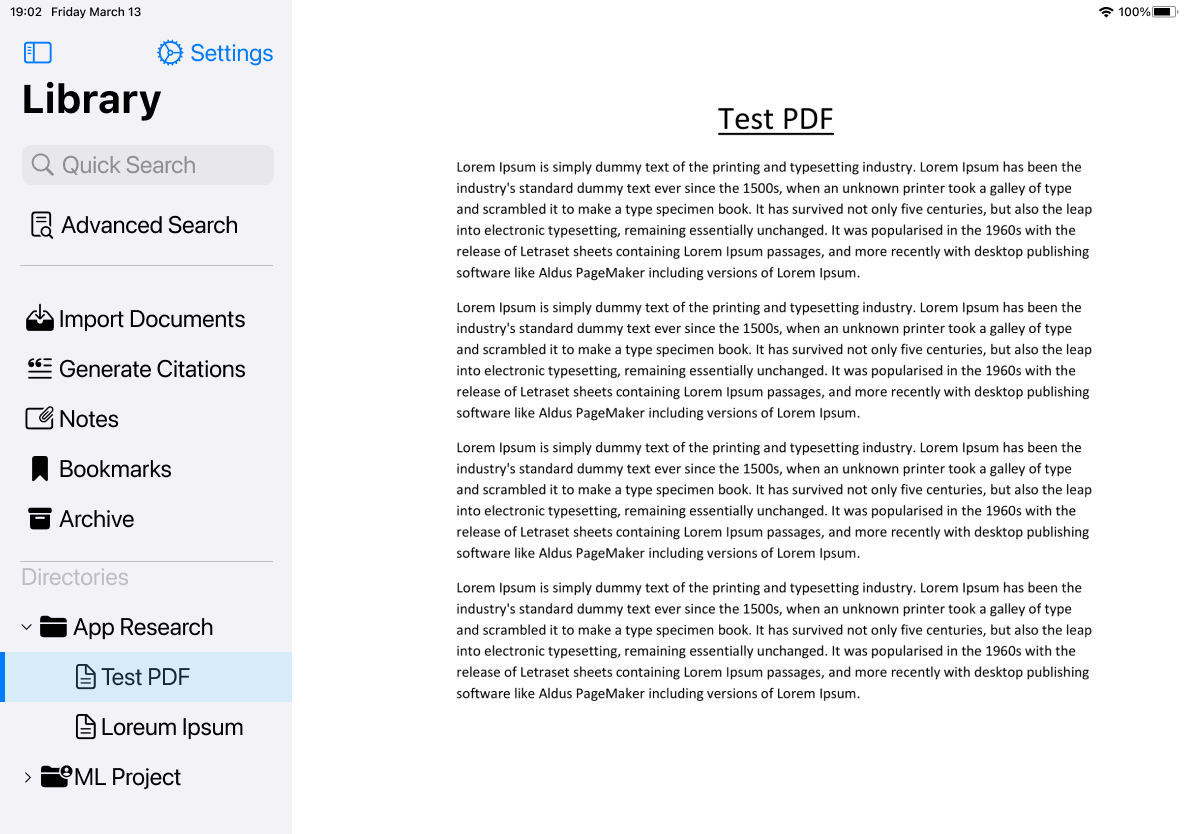 19:02 Friday March 13
100%
Settings
Library
Quick Search
Advanced Search
Import Documents
Generate Citations
Notes
Bookmarks
Archive
Directories
App Research
Test PDF
Loreum Ipsum
ML Project
Test PDF
Lorem Ipsum is simply dummy text of the printing and typesetting industry. Lorem Ipsum has been the
industry's standard dummy text ever since the 1500s, when an unknown printer took a galley of type
and scrambled it to make a type specimen book. It has survived not only five centuries, but also the leap
into electronic typesetting, remaining essentially unchanged. It was popularised in the 1960s with the
release of Letraset sheets containing Lorem Ipsum passages, and more recently with desktop publishing
software like Aldus PageMaker including versions of Lorem Ipsum.
Lorem Ipsum is simply dummy text of the printing and typesetting industry. Lorem Ipsum has been the
industry's standard dummy text ever since the 1500s, when an unknown printer took a galley of type
and scrambled it to make a type specimen book. It has survived not only five centuries, but also the leap
into electronic typesetting, remaining essentially unchanged. It was popularised in the 1960s with the
release of Letraset sheets containing Lorem Ipsum passages, and more recently with desktop publishing
software like Aldus PageMaker including versions of Lorem Ipsum.
Lorem Ipsum is simply dummy text of the printing and typesetting industry. Lorem Ipsum has been the
industry's standard dummy text ever since the 1500s, when an unknown printer took a galley of type
and scrambled it to make a type specimen book. It has survived not only five centuries, but also the leap
into electronic typesetting, remaining essentially unchanged. It was popularised in the 1960s with the
release of Letraset sheets containing Lorem Ipsum passages, and more recently with desktop publishing
software like Aldus PageMaker including versions of Lorem Ipsum.
Lorem Ipsum is simply dummy text of the printing and typesetting industry. Lorem Ipsum has been the
industry's standard dummy text ever since the 1500s, when an unknown printer took a galley of type
and scrambled it to make a type specimen book. It has survived not only five centuries, but also the leap
into electronic typesetting, remaining essentially unchanged. It was popularised in the 1960s with the
release of Letraset sheets containing Lorem Ipsum passages, and more recently with desktop publishing
software like Aldus PageMaker including versions of Lorem Ipsum.